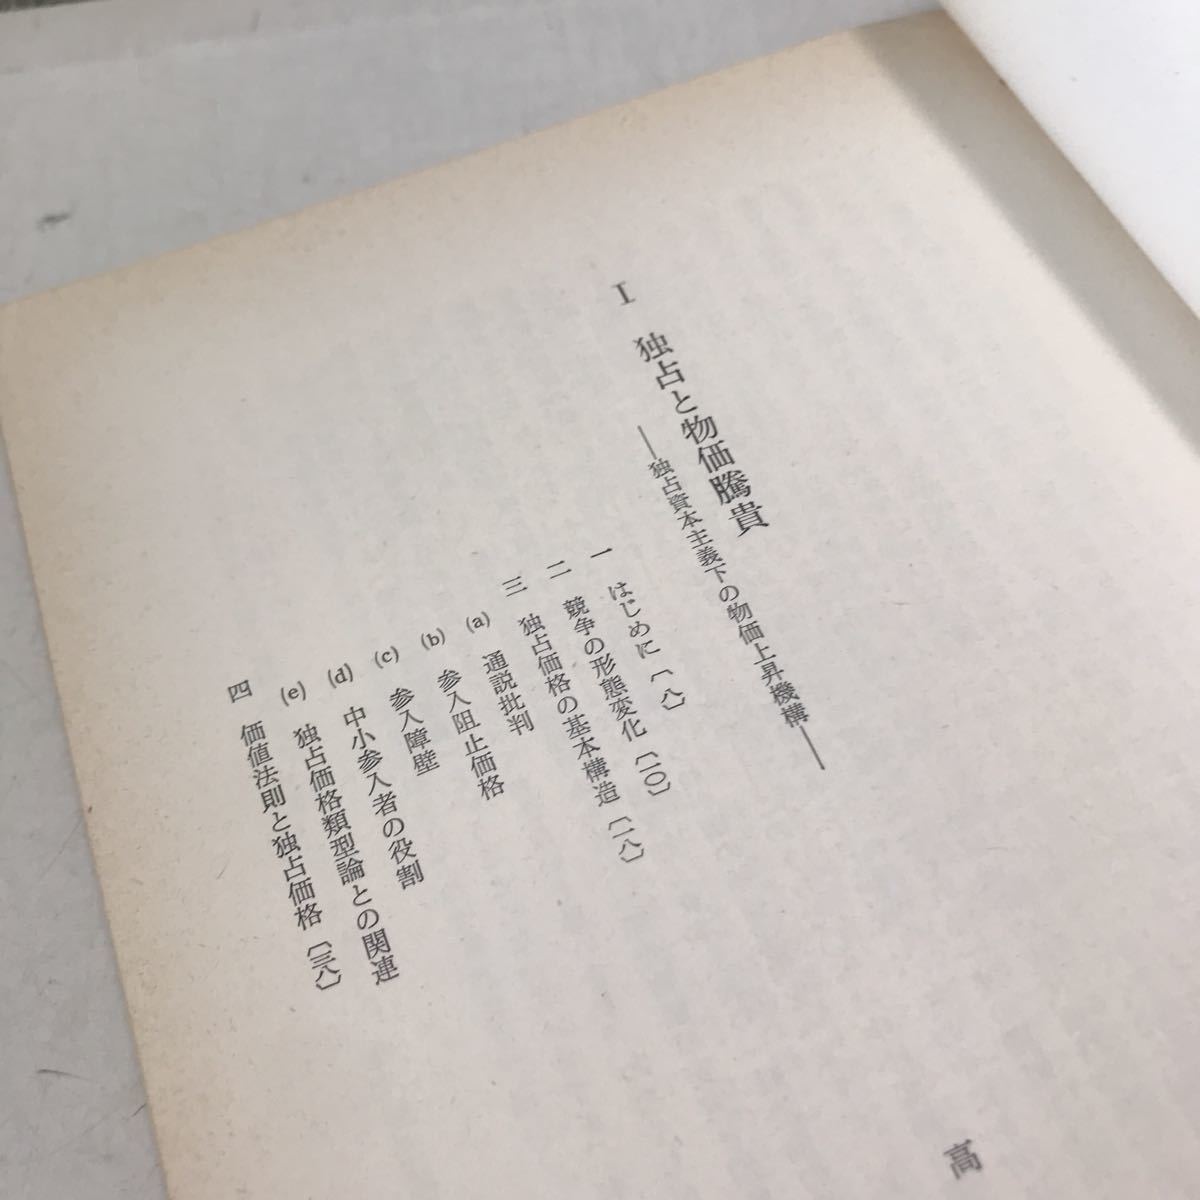 I 独占と物価騰貴
――独占資本主義下の物価上昇機構――
高
一 はじめに〔八〕
二 競争の形態変化〔一〇〕
三 独占価格の基本構造〔一八〕
(a) 通説批判
(b) 参入阻止価格
(c) 参入障壁
(d) 中小参入者の役割
(e) 独占価格類型論との関連
四 価値法則と独占価格〔三八〕